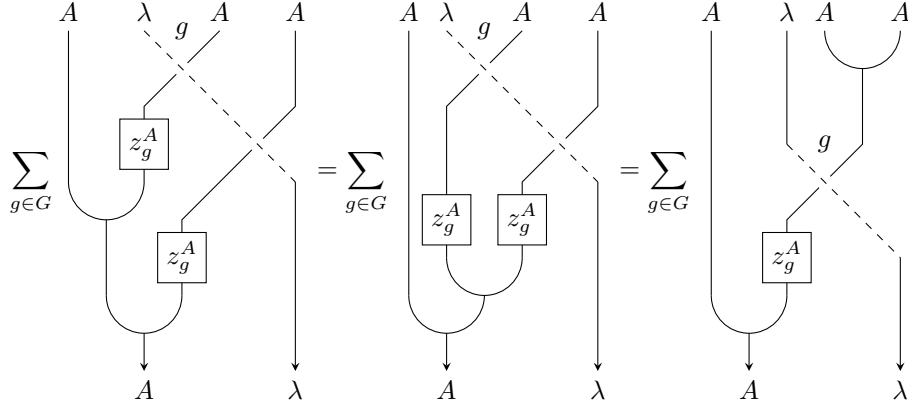 A λ A A A λ A A A λ A A
g g
z_g^A
∑_{g∈G} = ∑_{g∈G} = ∑_{g∈G} g
z_g^A z_g^A
z_g^A z_g^A
A λ A λ A λ